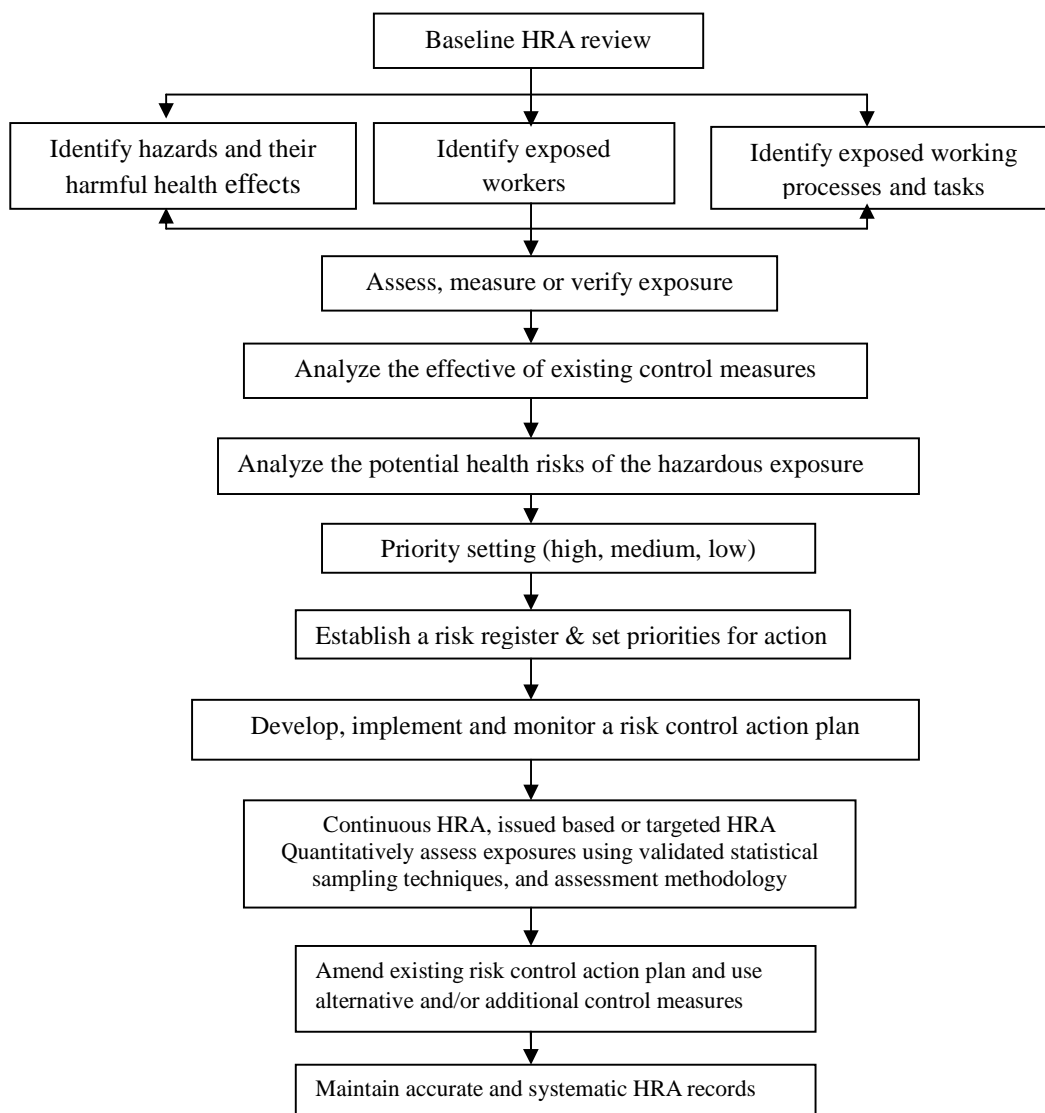 Baseline HRA review
Identify hazards and their
harmful health effects
Identify exposed
workers
Identify exposed working
processes and tasks
Assess, measure or verify exposure
Analyze the effective of existing control measures
Analyze the potential health risks of the hazardous exposure
Priority setting (high, medium, low)
Establish a risk register & set priorities for action
Develop, implement and monitor a risk control action plan
Continuous HRA, issued based or targeted HRA
Quantitatively assess exposures using validated statistical
sampling techniques, and assessment methodology
Amend existing risk control action plan and use
alternative and/or additional control measures
Maintain accurate and systematic HRA records